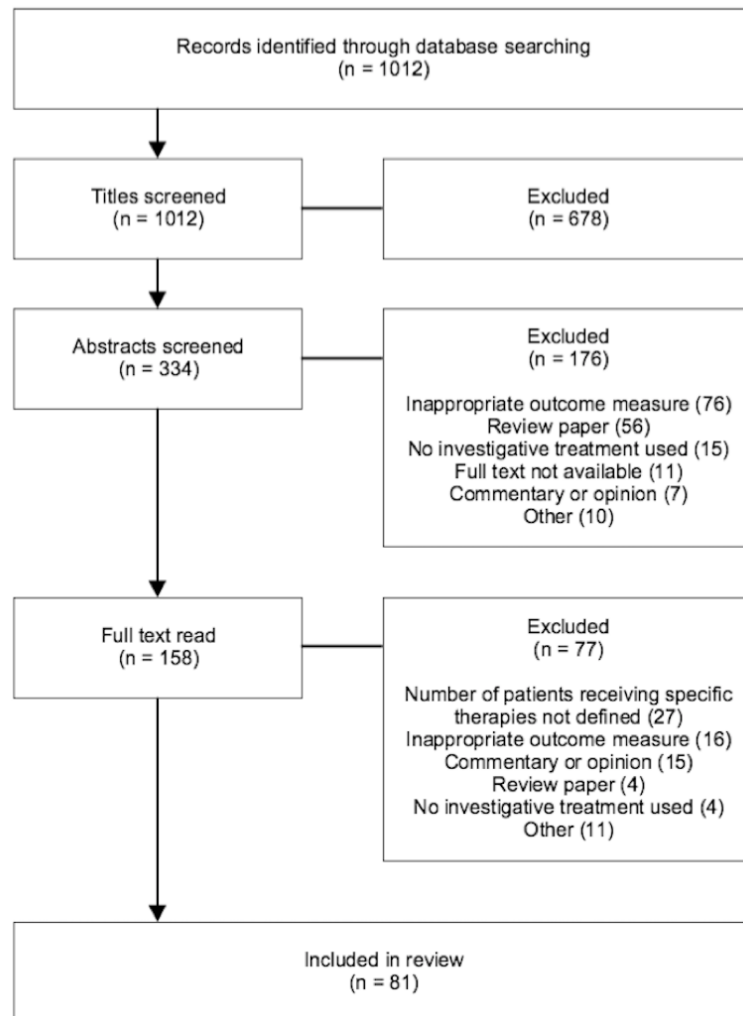 Records identified through database searching
(n = 1012)
Titles screened
(n = 1012)
Excluded
(n = 678)
Abstracts screened
(n = 334)
Excluded
(n = 176)
Inappropriate outcome measure (76)
Review paper (56)
No investigative treatment used (15)
Full text not available (11)
Commentary or opinion (7)
Other (10)
Full text read
(n = 158)
Excluded
(n = 77)
Number of patients receiving specific
therapies not defined (27)
Inappropriate outcome measure (16)
Commentary or opinion (15)
Review paper (4)
No investigative treatment used (4)
Other (11)
Included in review
(n = 81)